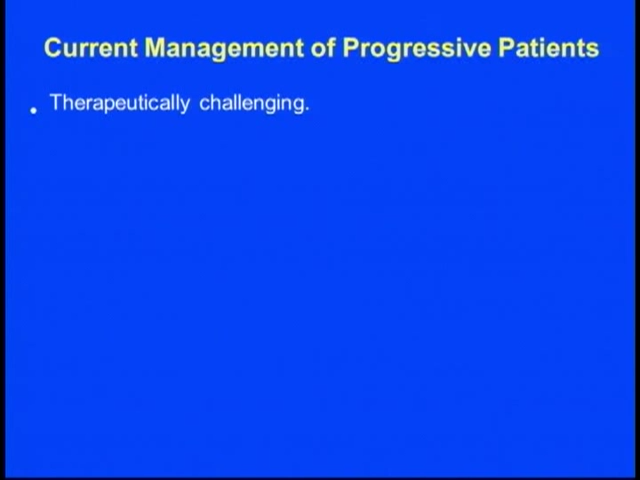 Current Management of Progressive Patients
• Therapeutically challenging.